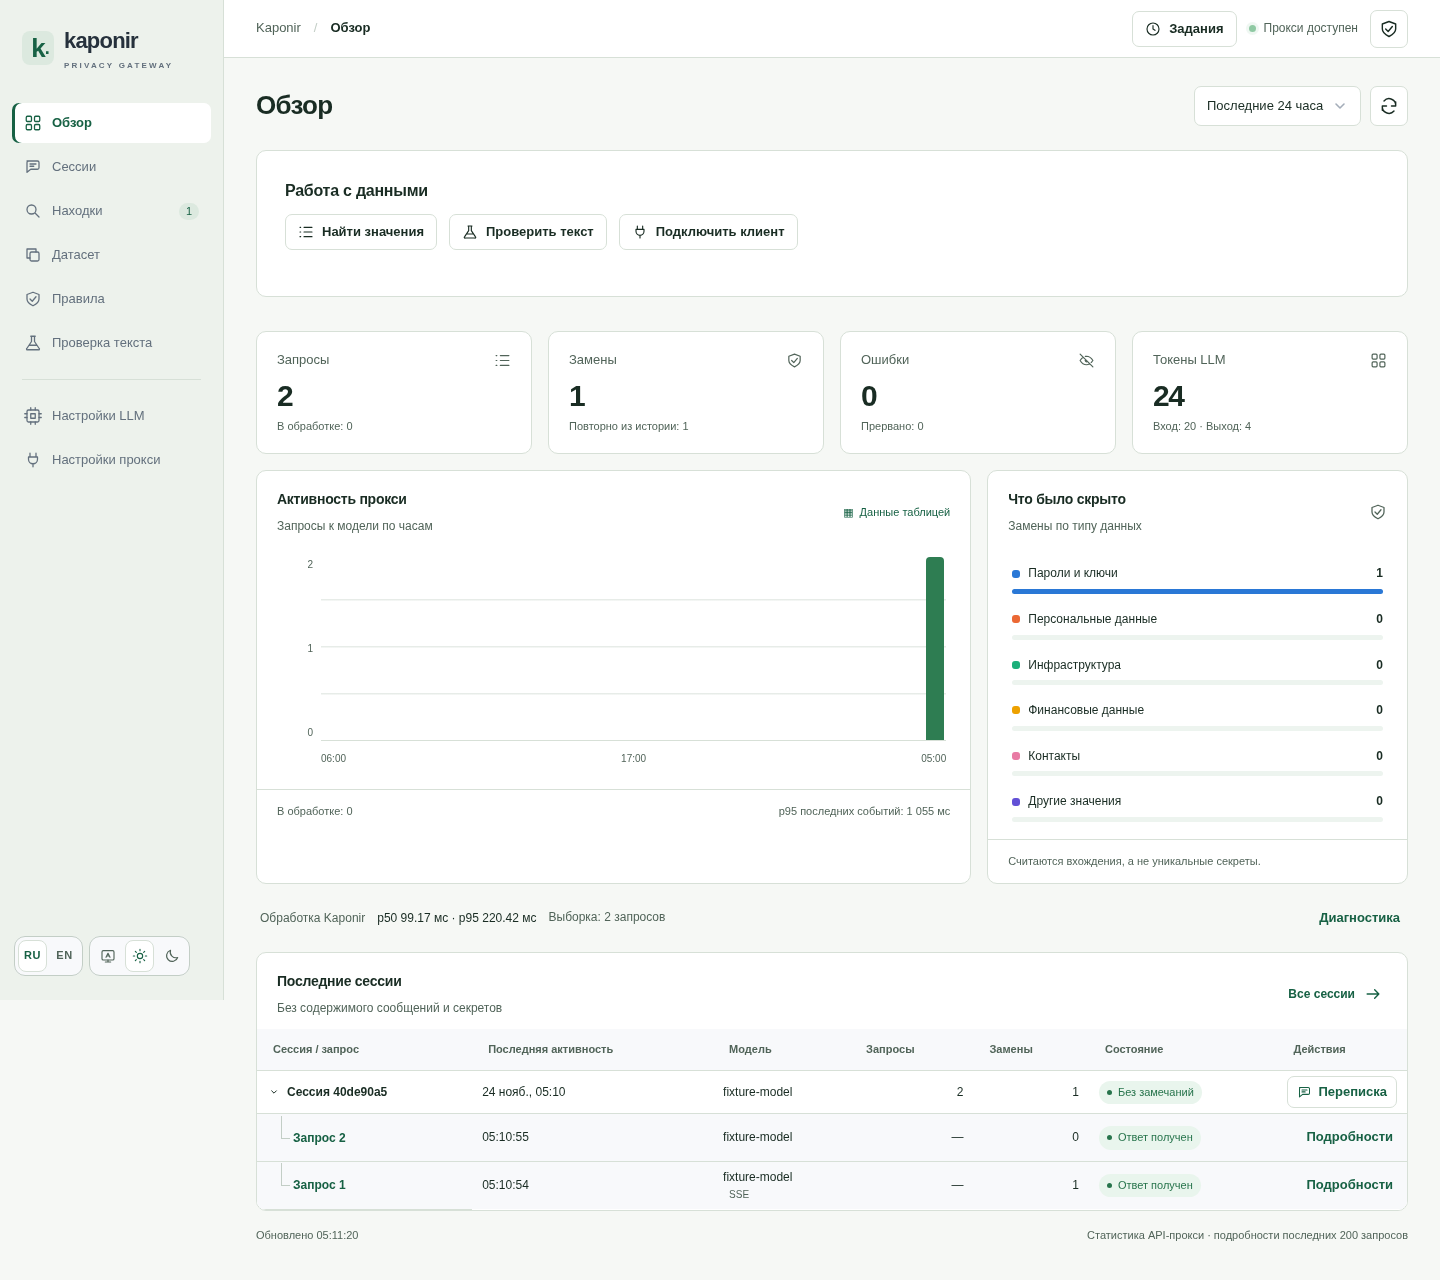 k.
kaponir
PRIVACY GATEWAY
Обзор
Сессии
Находки 1
Датасет
Правила
Проверка текста
Настройки LLM
Настройки прокси
RU EN
Kaponir / Обзор
Задания
Прокси доступен
Обзор
Последние 24 часа
Работа с данными
Найти значения
Проверить текст
Подключить клиент
Запросы
2
В обработке: 0
Замены
1
Повторно из истории: 1
Ошибки
0
Прервано: 0
Токены LLM
24
Вход: 20 · Выход: 4
Активность прокси
Запросы к модели по часам
Данные таблицей
2
1
0
06:00 17:00 05:00
В обработке: 0
p95 последних событий: 1 055 мс
Что было скрыто
Замены по типу данных
Пароли и ключи 1
Персональные данные 0
Инфраструктура 0
Финансовые данные 0
Контакты 0
Другие значения 0
Считаются вхождения, а не уникальные секреты.
Обработка Kaponir p50 99.17 мс · p95 220.42 мс Выборка: 2 запросов
Диагностика
Последние сессии
Без содержимого сообщений и секретов
Все сессии
Сессия / запрос Последняя активность Модель Запросы Замены Состояние Действия
Сессия 40de90a5 24 нояб., 05:10 fixture-model 2 1 Без замечаний Переписка
Запрос 2 05:10:55 fixture-model — 0 Ответ получен Подробности
Запрос 1 05:10:54 fixture-model — 1 Ответ получен Подробности
SSE
Обновлено 05:11:20
Статистика API-прокси · подробности последних 200 запросов